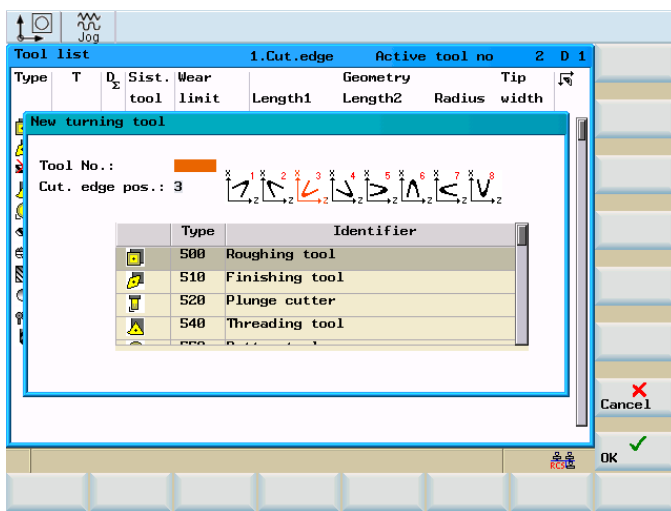 Jog
Tool list 1.Cut.edge Active tool no 2 D 1
Type T DΣ Sist. Wear Geometry Tip
tool limit Length1 Length2 Radius width
New turning tool
Tool No.:
Cut. edge pos.: 3
X 1 Z X 2 Z X 3 Z X 4 Z X 5 Z X 6 Z X 7 Z X 8 Z
Type Identifier
500 Roughing tool
510 Finishing tool
520 Plunge cutter
540 Threading tool
Cancel
OK
RCS